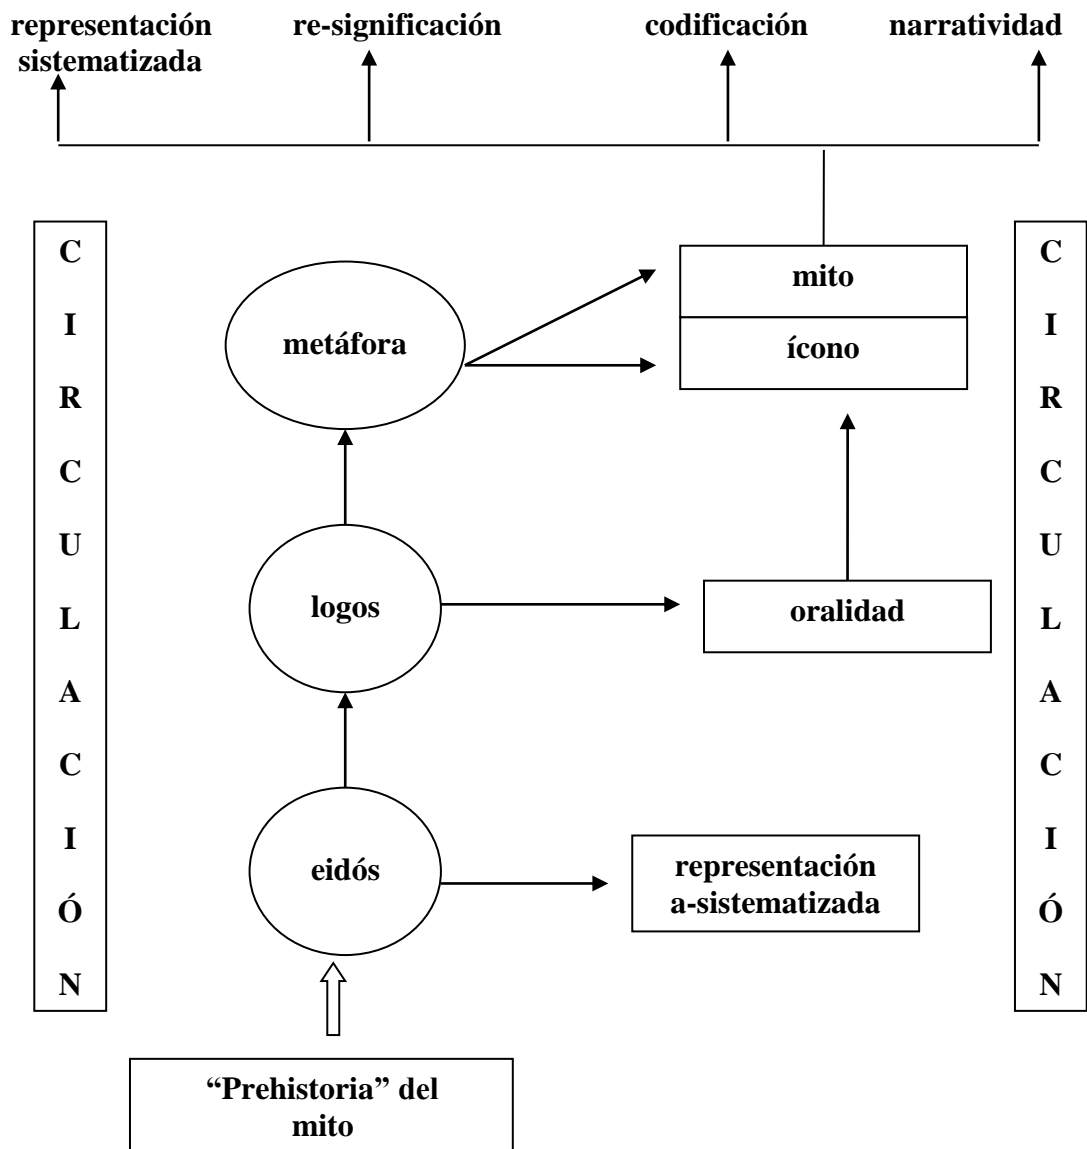 representación
sistematizada
re-significación
codificación
narratividad
C
I
R
C
U
L
A
C
I
Ó
N
metáfora
mito
ícono
logos
oralidad
eidós
representación
a-sistematizada
“Prehistoria” del
mito
C
I
R
C
U
L
A
C
I
Ó
N